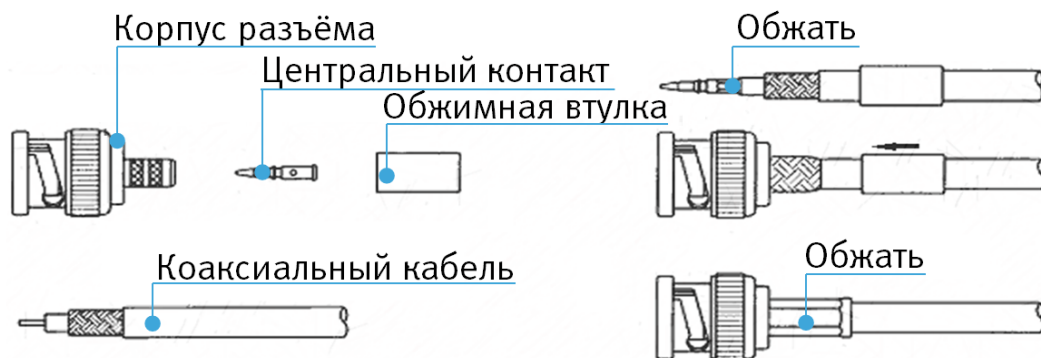 Корпус разъёма
Центральный контакт
Обжимная втулка
Коаксиальный кабель
Обжать
Обжать